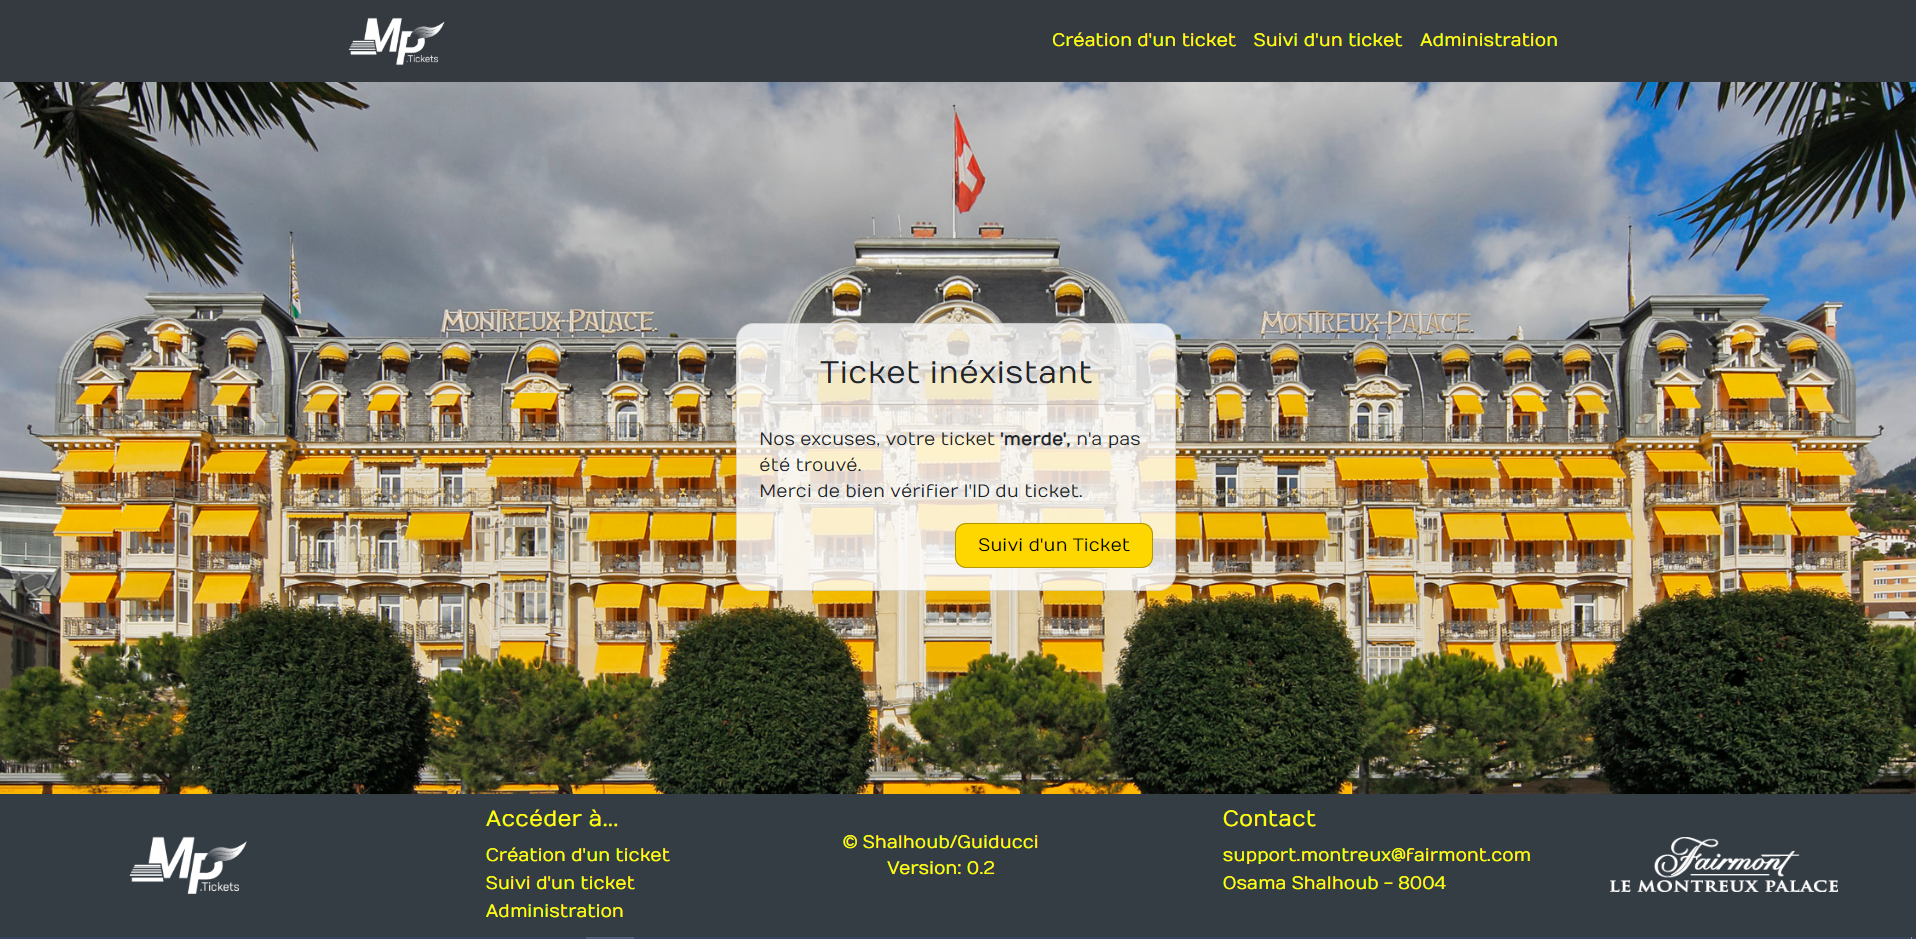 Mp
.Tickets
Création d'un ticket Suivi d'un ticket Administration
MONTREUX-PALACE. MONTREUX-PALACE.
Ticket inéxistant
Nos excuses, votre ticket 'merde', n'a pas
été trouvé.
Merci de bien vérifier l'ID du ticket.
Suivi d'un Ticket
Mp
.Tickets
Accéder à...
Création d'un ticket
Suivi d'un ticket
Administration
© Shalhoub/Guiducci
Version: 0.2
Contact
support.montreux@fairmont.com
Osama Shalhoub - 8004
Fairmont
LE MONTREUX PALACE